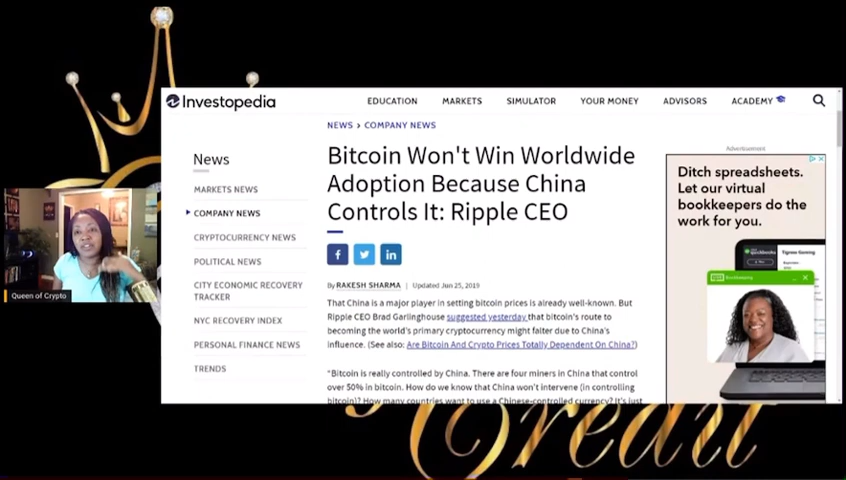 Investopedia
EDUCATION MARKETS SIMULATOR YOUR MONEY ADVISORS ACADEMY
NEWS > COMPANY NEWS
News
MARKETS NEWS
COMPANY NEWS
CRYPTOCURRENCY NEWS
POLITICAL NEWS
CITY ECONOMIC RECOVERY
TRACKER
NYC RECOVERY INDEX
PERSONAL FINANCE NEWS
TRENDS
Bitcoin Won't Win Worldwide
Adoption Because China
Controls It: Ripple CEO
By RAKESH SHARMA | Updated Jun 25, 2019
That China is a major player in setting bitcoin prices is already well-known. But
Ripple CEO Brad Garlinghouse suggested yesterday that bitcoin's route to
becoming the world's primary cryptocurrency might falter due to China's
influence. (See also: Are Bitcoin And Crypto Prices Totally Dependent On China?)
"Bitcoin is really controlled by China. There are four miners in China that control
over 50% in bitcoin. How do we know that China won't intervene (in controlling
bitcoin)? How many countries want to use a Chinese-controlled currency? It's just
Advertisement
Ditch spreadsheets.
Let our virtual
bookkeepers do the
work for you.
Queen of Crypto
Credit